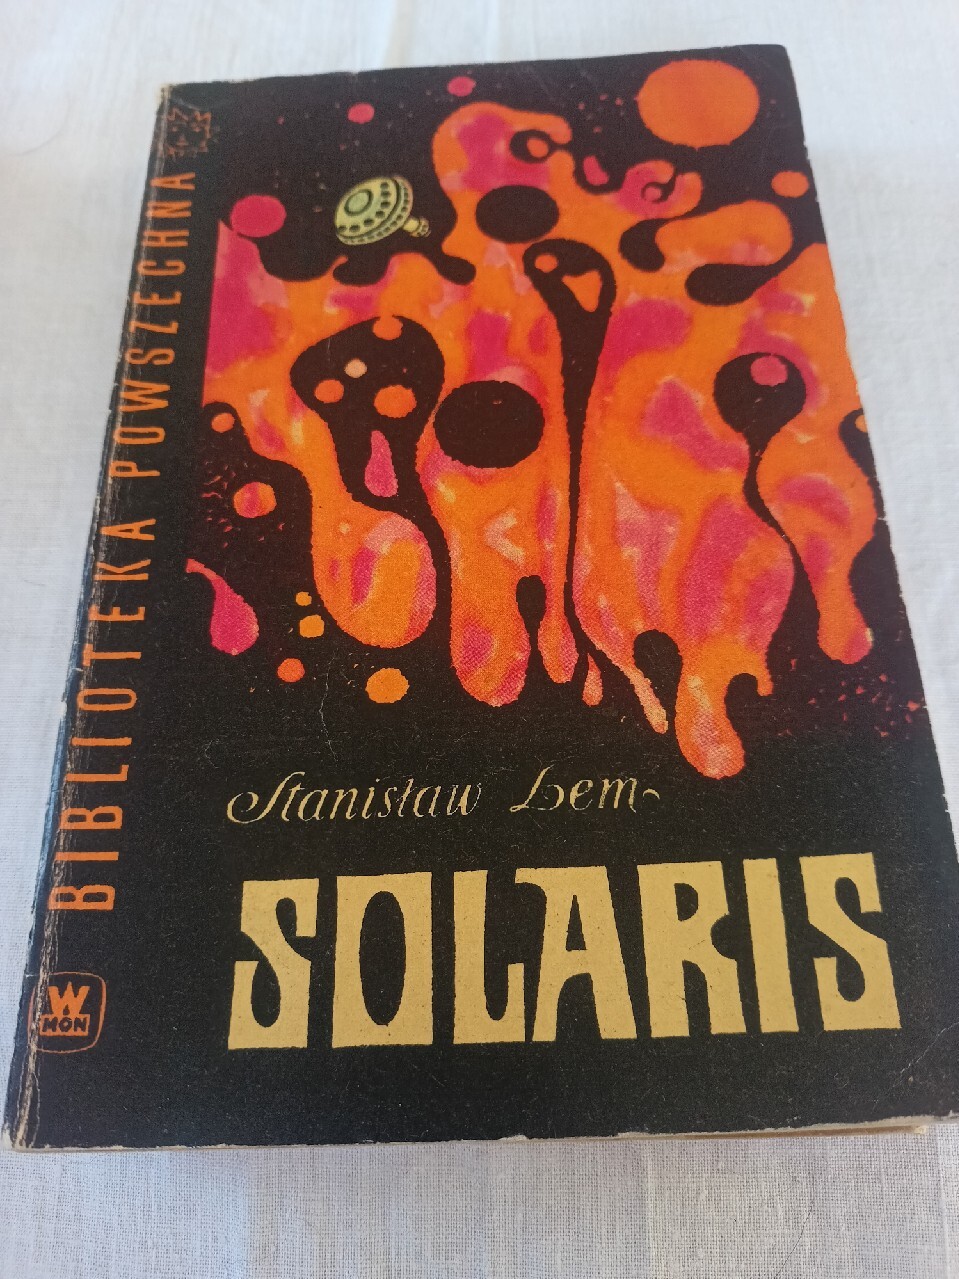 BIBLIOTEKA POWSZECHNA
Stanisław Lem
SOLARIS
W
MON